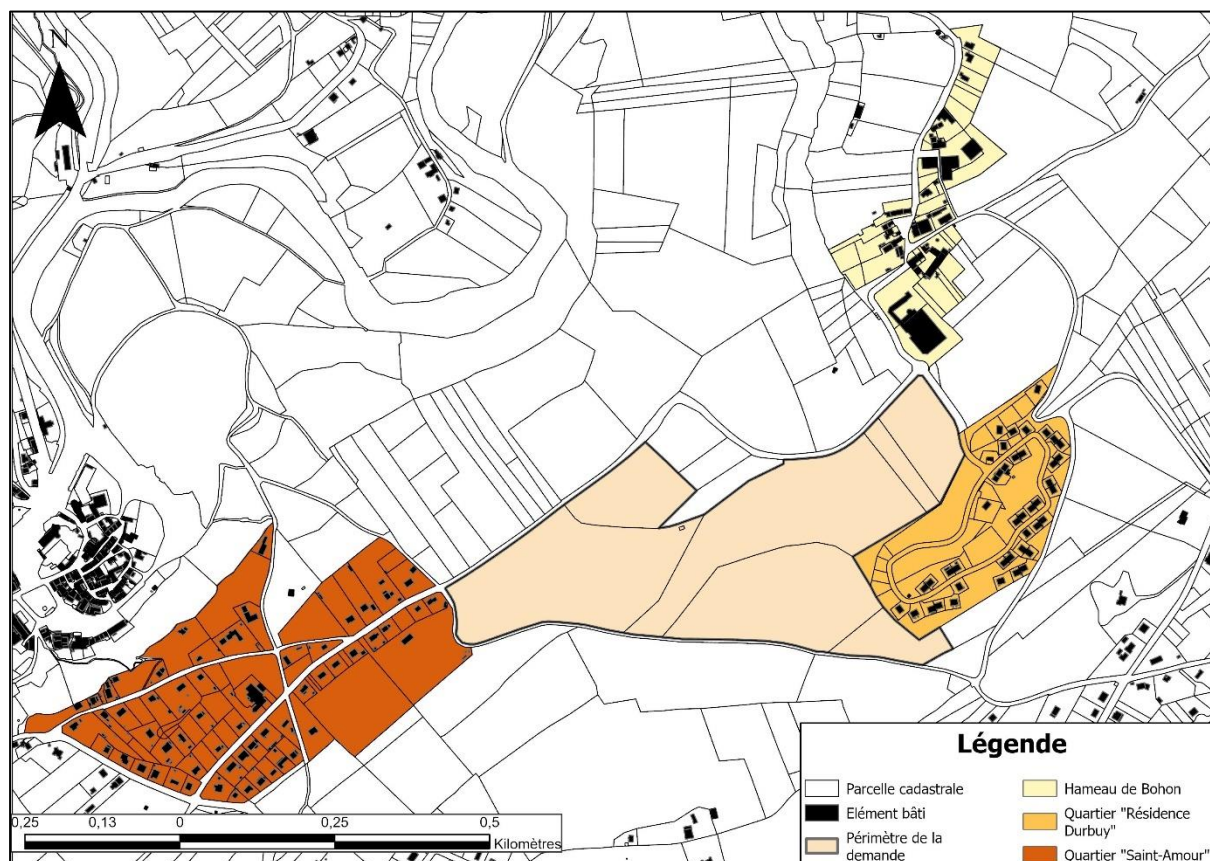 N
Légende
Parcelle cadastrale
Elément bâti
Périmètre de la
demande
Hameau de Bohon
Quartier "Résidence
Durbuy"
Quartier "Saint-Amour"
0,25 0,13 0 0,25 0,5
Kilomètres